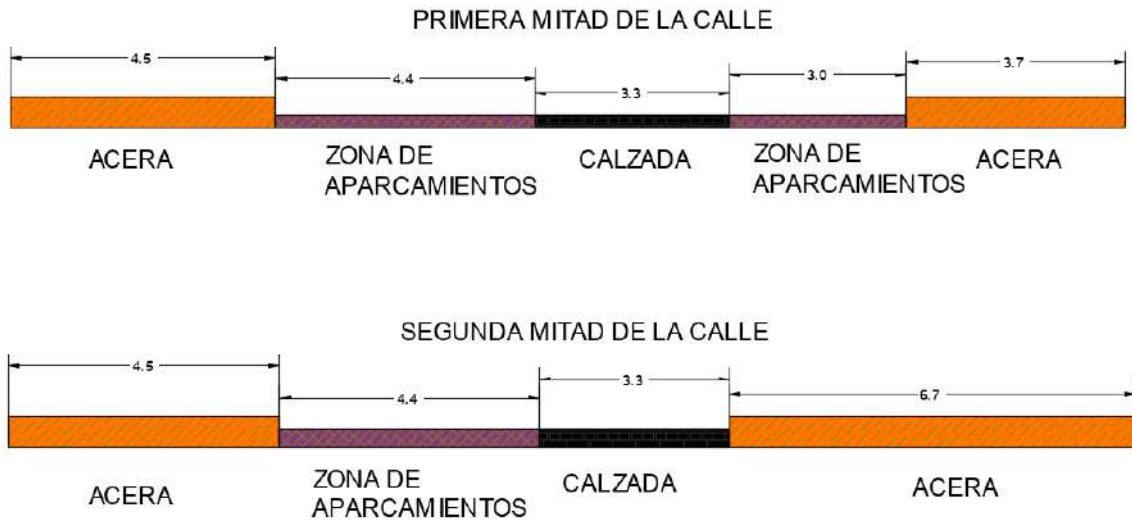 PRIMERA MITAD DE LA CALLE
4.5
3.7
4.4
3.0
3.3
ACERA
ZONA DE
APARCAMIENTOS
CALZADA
ZONA DE
APARCAMIENTOS
ACERA
SEGUNDA MITAD DE LA CALLE
4.5
3.3
4.4
6.7
ACERA
ZONA DE
APARCAMIENTOS
CALZADA
ACERA